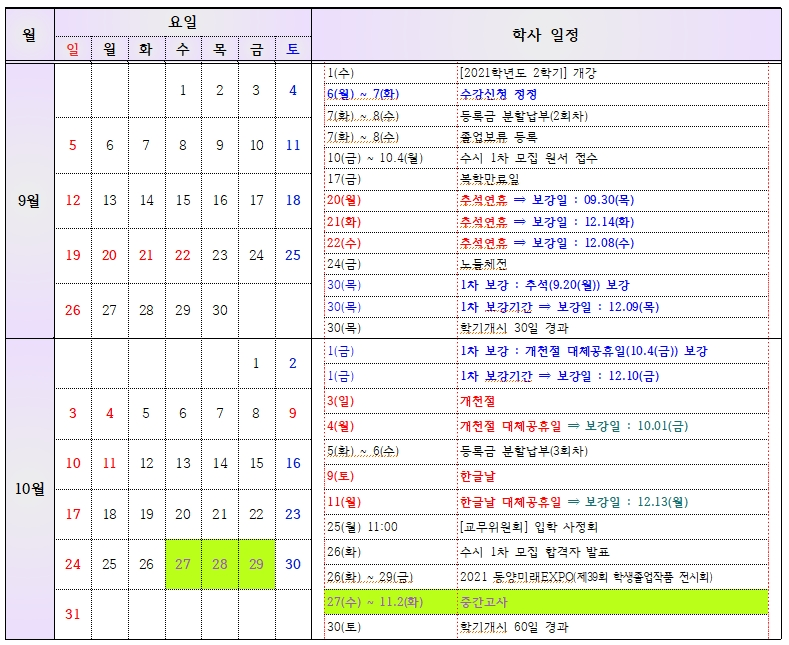 월 요일 학사 일정
일 월 화 수 목 금 토
9월
1 2 3 4
5 6 7 8 9 10 11
12 13 14 15 16 17 18
19 20 21 22 23 24 25
26 27 28 29 30
1(수) [2021학년도 2학기] 개강
6(월) ~ 7(화) 수강신청 정정
7(화) ~ 8(수) 등록금 분할납부(2회차)
7(화) ~ 8(수) 졸업보류 등록
10(금) ~ 10.4(월) 수시 1차 모집 원서 접수
17(금) 복학만료일
20(월) 추석연휴 ⇒ 보강일 : 09.30(목)
21(화) 추석연휴 ⇒ 보강일 : 12.14(화)
22(수) 추석연휴 ⇒ 보강일 : 12.08(수)
24(금) 노들체전
30(목) 1차 보강 : 추석(9.20(월)) 보강
30(목) 1차 보강기간 ⇒ 보강일 : 12.09(목)
30(목) 학기개시 30일 경과
10월
1 2
3 4 5 6 7 8 9
10 11 12 13 14 15 16
17 18 19 20 21 22 23
24 25 26 27 28 29 30
31
1(금) 1차 보강 : 개천절 대체공휴일(10.4(금)) 보강
1(금) 1차 보강기간 ⇒ 보강일 : 12.10(금)
3(일) 개천절
4(월) 개천절 대체공휴일 ⇒ 보강일 : 10.01(금)
5(화) ~ 6(수) 등록금 분할납부(3회차)
9(토) 한글날
11(월) 한글날 대체공휴일 ⇒ 보강일 : 12.13(월)
25(월) 11:00 [교무위원회] 입학 사정회
26(화) 수시 1차 모집 합격자 발표
26(화) ~ 29(금) 2021 동양미래EXPO(제39회 학생졸업작품 전시회)
27(수) ~ 11.2(화) 중간고사
30(토) 학기개시 60일 경과